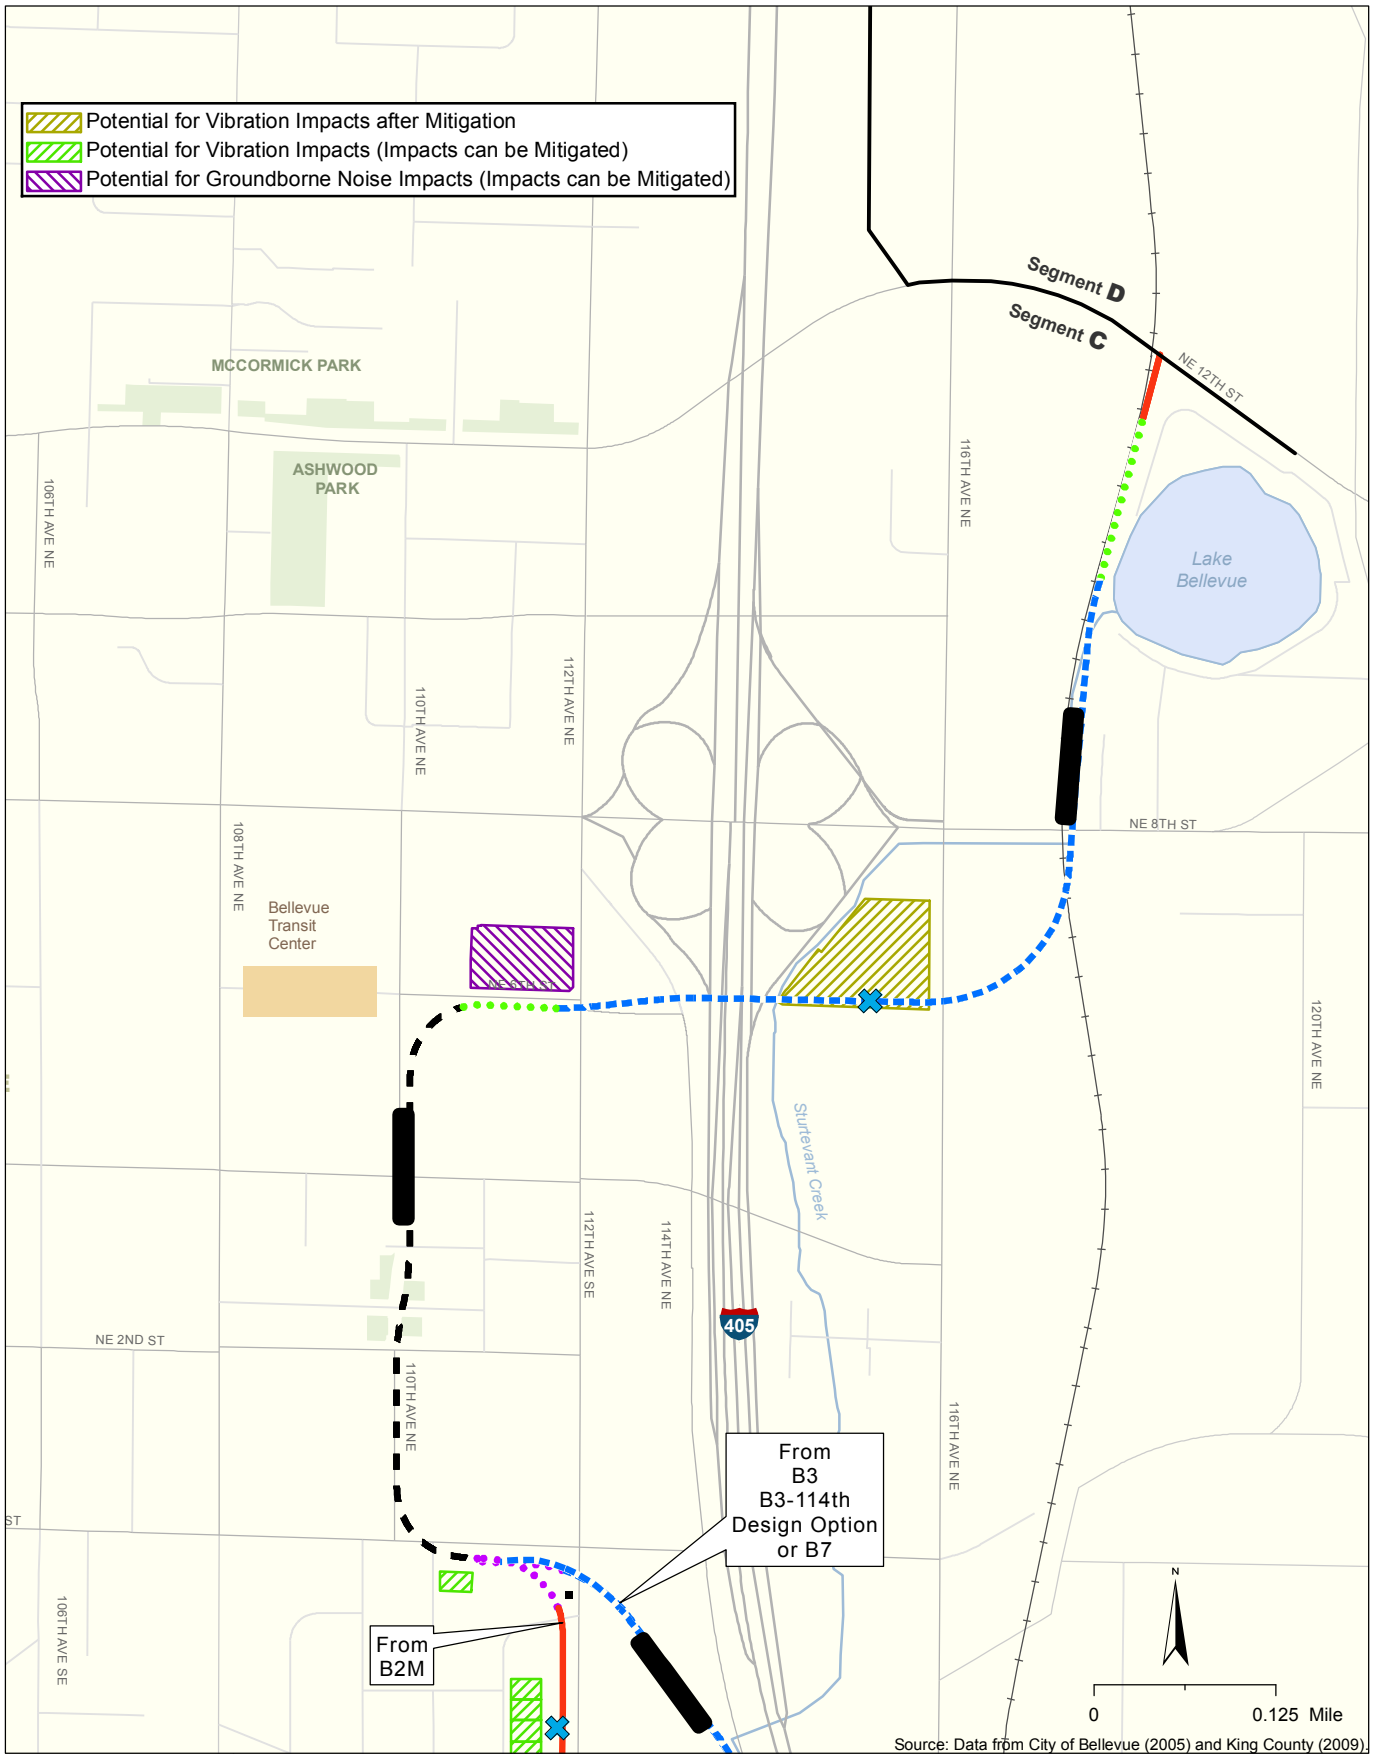 Potential for Vibration Impacts after Mitigation
Potential for Vibration Impacts (Impacts can be Mitigated)
Potential for Groundborne Noise Impacts (Impacts can be Mitigated)
Segment D
Segment C
NE 12TH ST
MCCORMICK PARK
ASHWOOD
PARK
106TH AVE NE
116TH AVE NE
Lake
Bellevue
112TH AVE NE
110TH AVE NE
108TH AVE NE
NE 8TH ST
Bellevue
Transit
Center
NE 6TH ST
120TH AVE NE
Sturtevant Creek
112TH AVE SE
114TH AVE NE
405
NE 2ND ST
110TH AVE NE
116TH AVE NE
From
B3
B3-114th
Design Option
or B7
ST
106TH AVE SE
From
B2M
N
0
0.125 Mile
Source: Data from City of Bellevue (2005) and King County (2009).